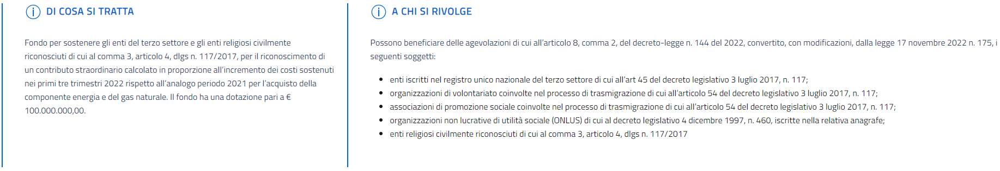 DI COSA SI TRATTA
Fondo per sostenere gli enti del terzo settore e gli enti religiosi civilmente
riconosciuti di cui al comma 3, articolo 4, dlgs n. 117/2017, per il riconoscimento di
un contributo straordinario calcolato in proporzione all’incremento dei costi sostenuti
nei primi tre trimestri 2022 rispetto all’analogo periodo 2021 per l’acquisto della
componente energia e del gas naturale. Il fondo ha una dotazione pari a €
100.000.000,00.
A CHI SI RIVOLGE
Possono beneficiare delle agevolazioni di cui all’articolo 8, comma 2, del decreto-legge n. 144 del 2022, convertito, con modificazioni, dalla legge 17 novembre 2022 n. 175, i
seguenti soggetti:
• enti iscritti nel registro unico nazionale del terzo settore di cui all’art 45 del decreto legislativo 3 luglio 2017, n. 117;
• organizzazioni di volontariato coinvolte nel processo di trasmigrazione di cui all’articolo 54 del decreto legislativo 3 luglio 2017, n. 117;
• associazioni di promozione sociale coinvolte nel processo di trasmigrazione di cui all’articolo 54 del decreto legislativo 3 luglio 2017, n. 117;
• organizzazioni non lucrative di utilità sociale (ONLUS) di cui al decreto legislativo 4 dicembre 1997, n. 460, iscritte nella relativa anagrafe;
• enti religiosi civilmente riconosciuti di cui al comma 3, articolo 4, dlgs n. 117/2017